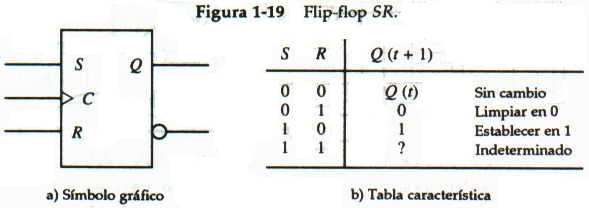 Figura 1-19 Flip-flop SR.
S Q
C
R
a) Símbolo gráfico
S R Q (t + 1)
0 0 Q (t) Sin cambio
0 1 0 Limpiar en 0
1 0 1 Establecer en 1
1 1 ? Indeterminado
b) Tabla característica